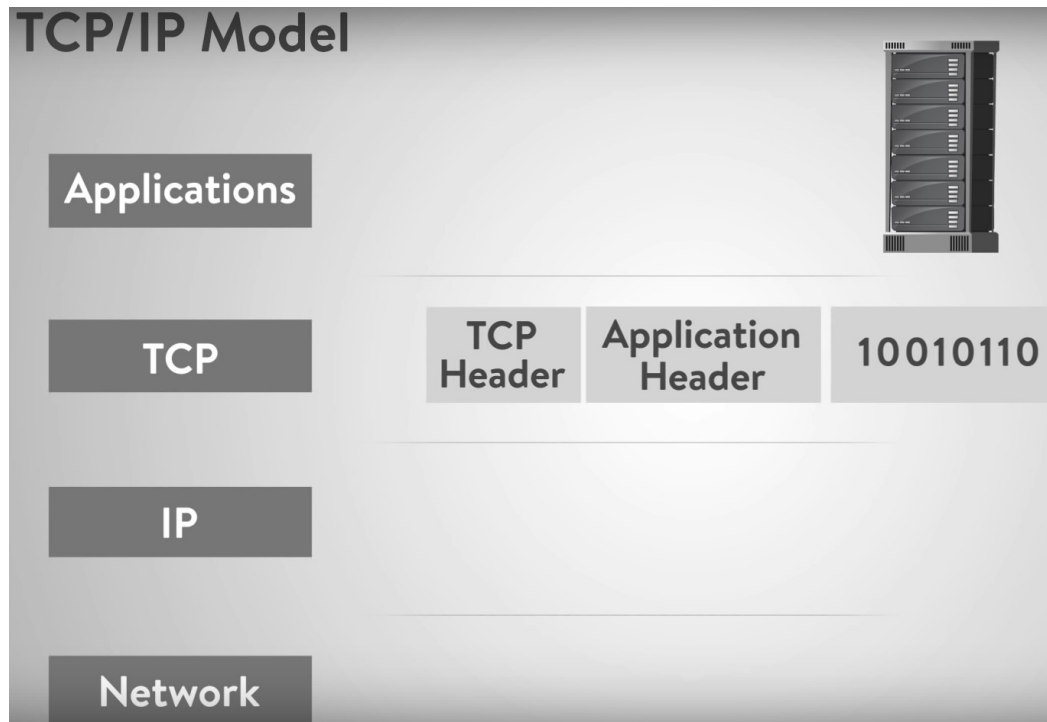 TCP/IP Model
Applications
TCP
TCP
Header
Application
Header
10010110
IP
Network